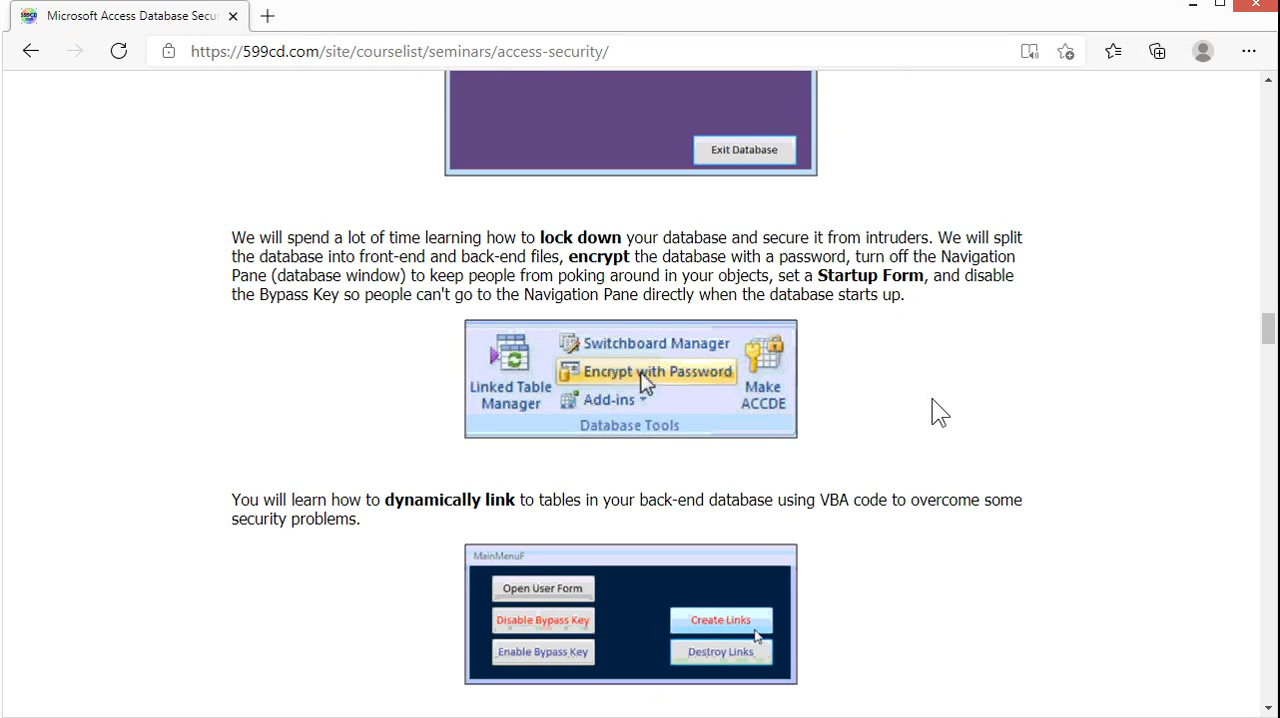 Microsoft Access Database Secu
https://599cd.com/site/courselist/seminars/access-security/
Exit Database
We will spend a lot of time learning how to lock down your database and secure it from intruders. We will split
the database into front-end and back-end files, encrypt the database with a password, turn off the Navigation
Pane (database window) to keep people from poking around in your objects, set a Startup Form, and disable
the Bypass Key so people can't go to the Navigation Pane directly when the database starts up.
Switchboard Manager
Encrypt with Password
Linked Table
Manager
Add-ins
Make
ACCDE
Database Tools
You will learn how to dynamically link to tables in your back-end database using VBA code to overcome some
security problems.
MainMenuF
Open User Form
Disable Bypass Key
Create Links
Enable Bypass Key
Destroy Links